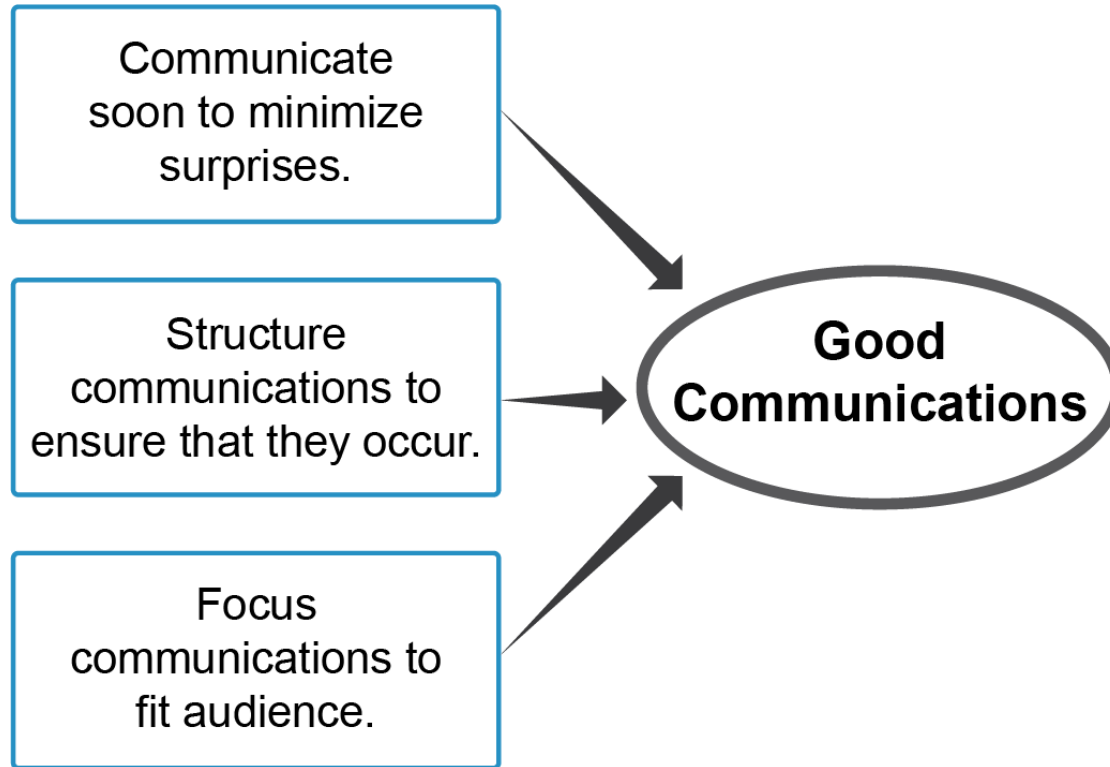 Communicate
soon to minimize
surprises.
Structure
communications to
ensure that they occur.
Focus
communications to
fit audience.
Good
Communications